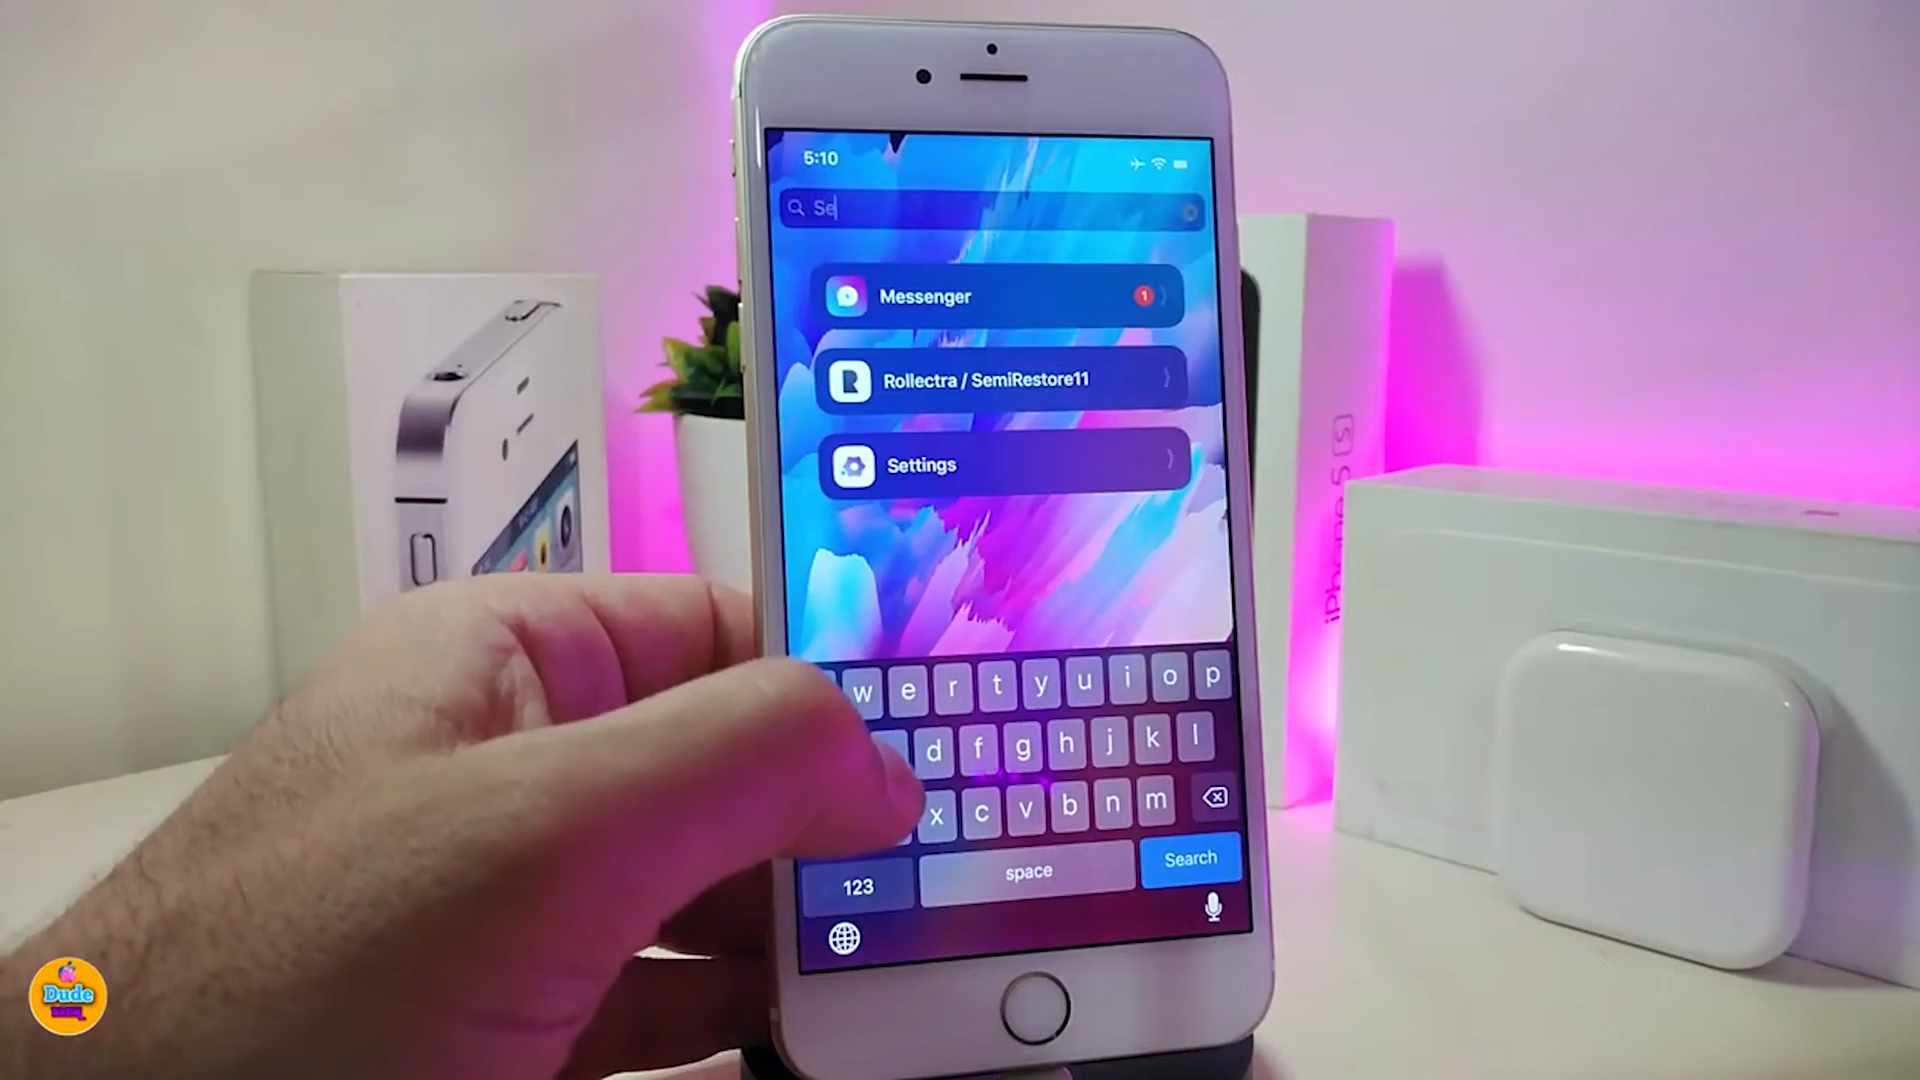 5:10
Se
Messenger
1
Rollectra / SemiRestore11
Settings
w e r t y u i o p
d f g h j k l
x c v b n m
123
space
Search
iPhone 5S
Dude